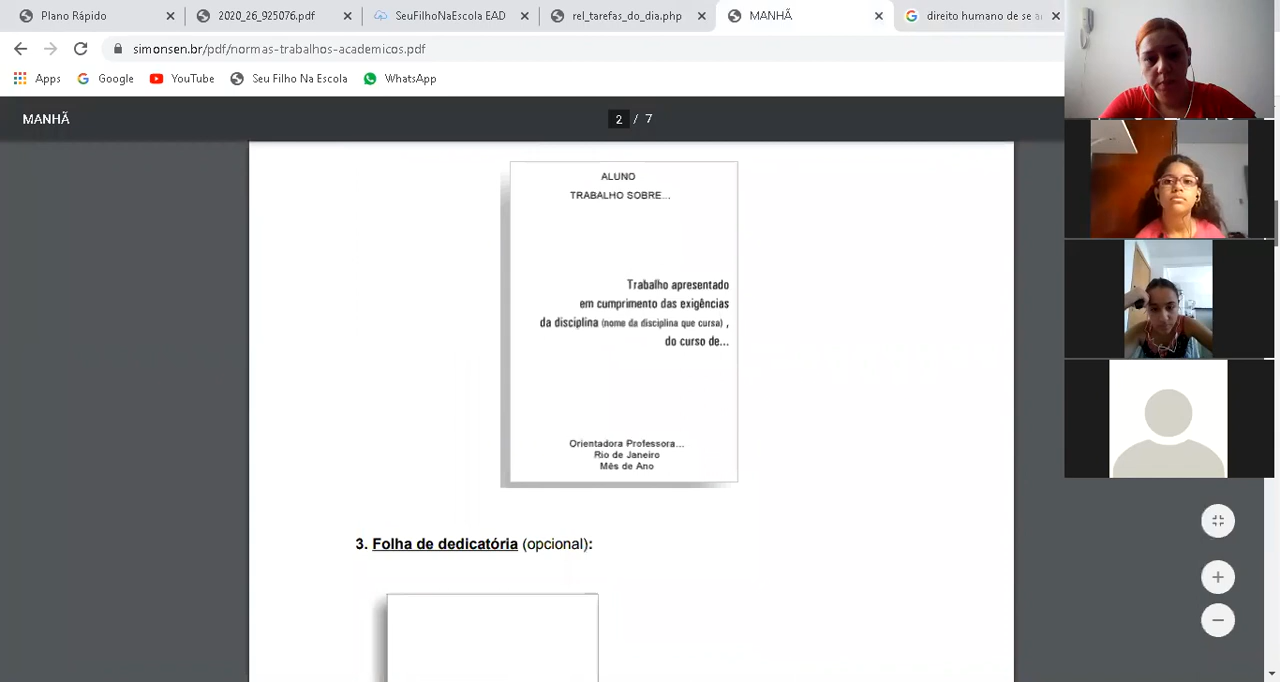 Plano Rápido
2020_26_925076.pdf
SeuFilhoNaEscola EAD
rel_tarefas_do_dia.php
MANHÃ
direito humano de se
simonsen.br/pdf/normas-trabalhos-academicos.pdf
Apps
Google
YouTube
Seu Filho Na Escola
WhatsApp
MANHÃ
2 / 7
ALUNO
TRABALHO SOBRE...
Trabalho apresentado
em cumprimento das exigências
da disciplina (nome da disciplina que cursa) ,
do curso de...
Orientadora Professora...
Rio de Janeiro
Mês de Ano
3. Folha de dedicatória (opcional):